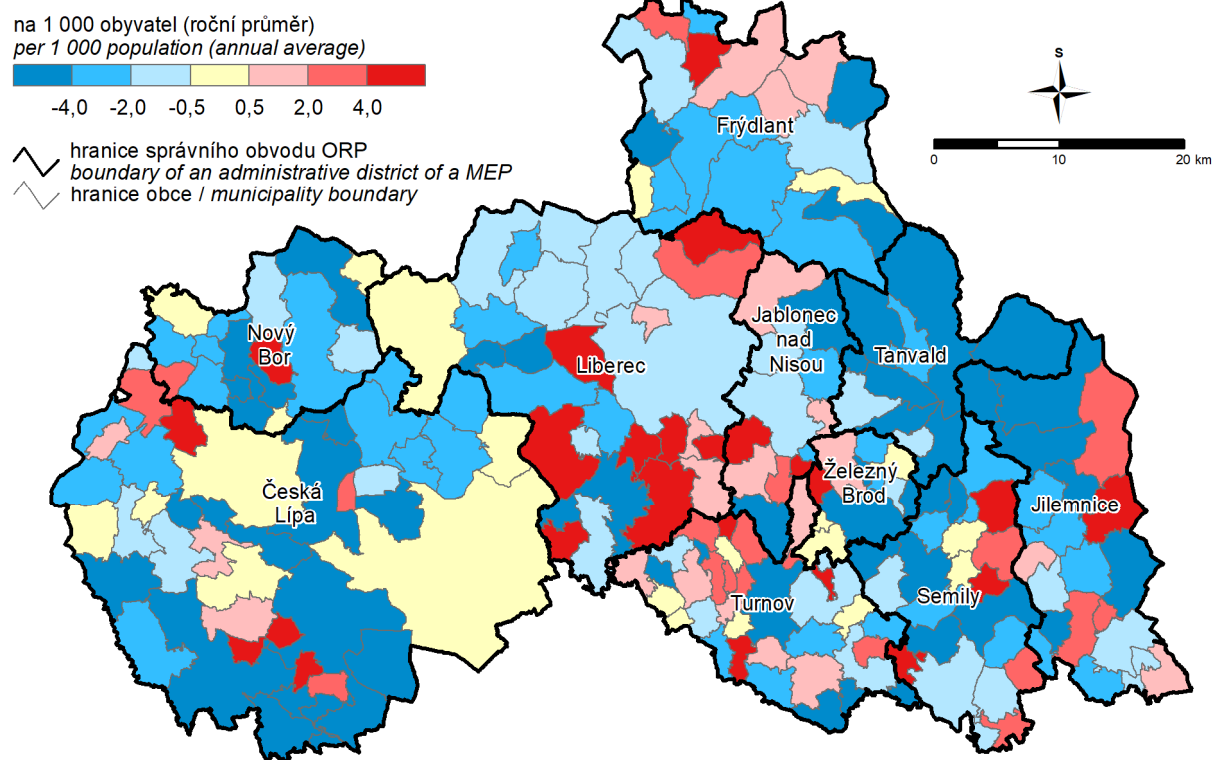 na 1 000 obyvatel (roční průměr)
per 1 000 population (annual average)
-4,0 -2,0 -0,5 0,5 2,0 4,0
hranice správního obvodu ORP
boundary of an administrative district of a MEP
hranice obce / municipality boundary
S
0 10 20 km
Frýdlant
Nový
Bor
Liberec
Jablonec
nad
Nisou
Tanvald
Česká
Lípa
Železný
Brod
Jilemnice
Turnov
Semily